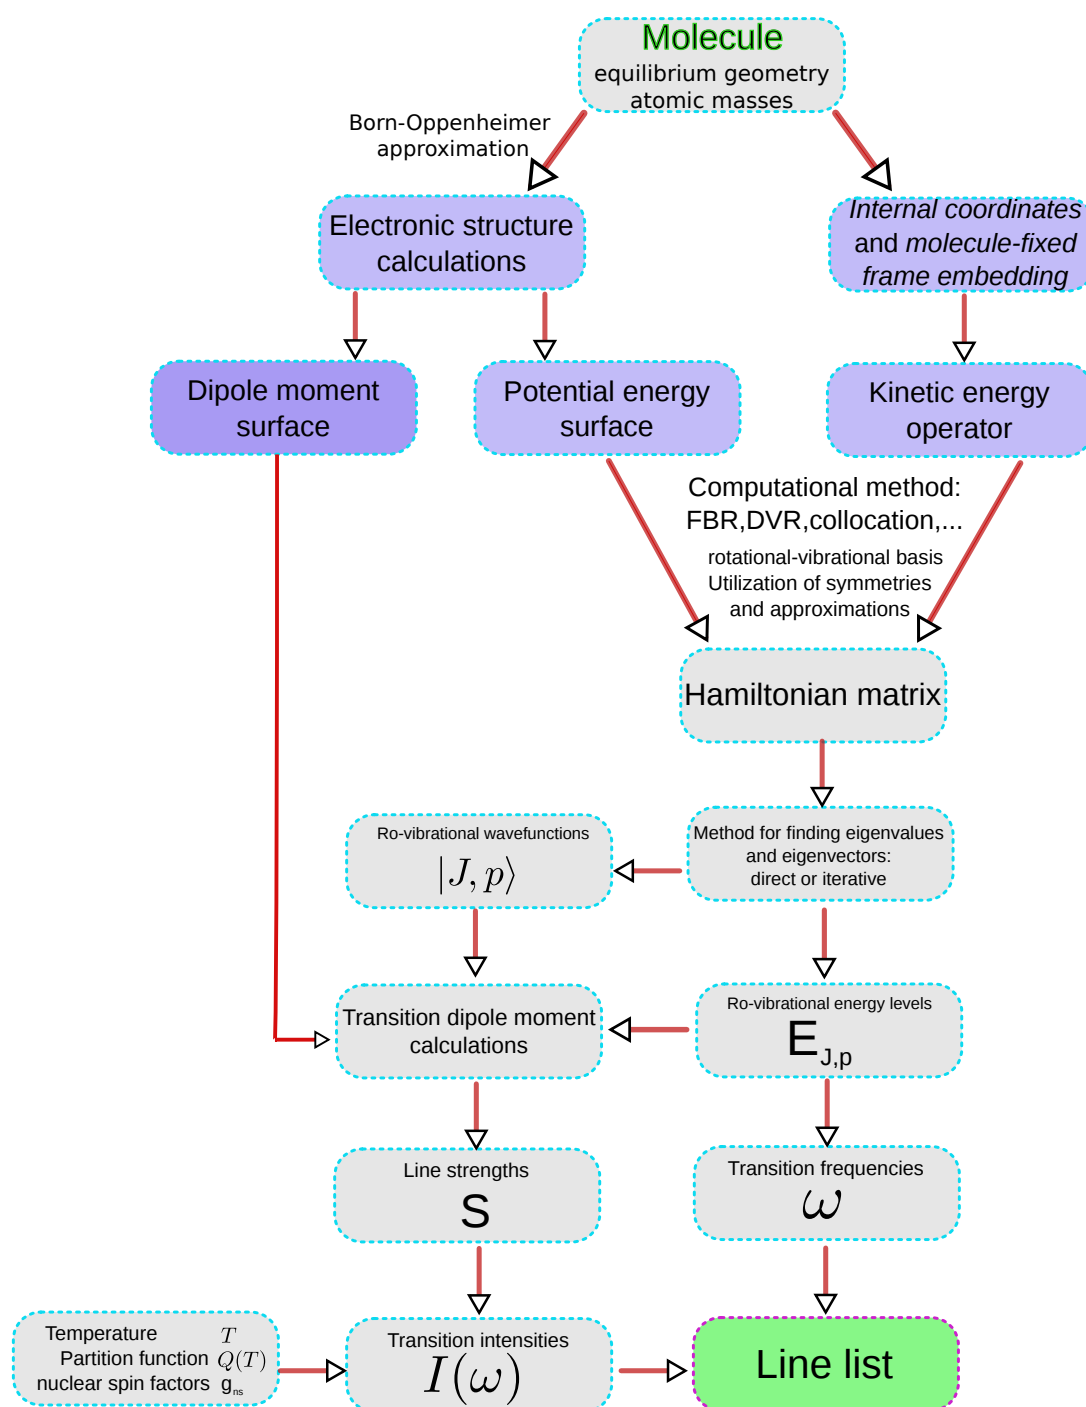 Molecule
equilibrium geometry
atomic masses
Born-Oppenheimer
approximation
Electronic structure
calculations
Internal coordinates
and molecule-fixed
frame embedding
Dipole moment
surface
Potential energy
surface
Kinetic energy
operator
Computational method:
FBR,DVR,collocation,...
rotational-vibrational basis
Utilization of symmetries
and approximations
Hamiltonian matrix
Ro-vibrational wavefunctions
|J, p⟩
Method for finding eigenvalues
and eigenvectors:
direct or iterative
Transition dipole moment
calculations
Ro-vibrational energy levels
E_{J,p}
Line strengths
S
Transition frequencies
ω
Temperature T
Partition function Q(T)
nuclear spin factors g_{ns}
Transition intensities
I(ω)
Line list